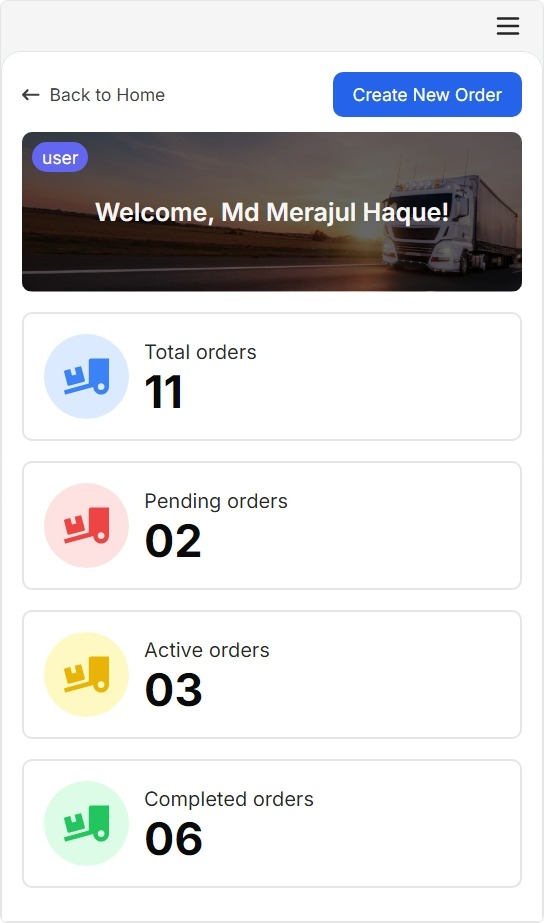 Back to Home
Create New Order
user
Welcome, Md Merajul Haque!
Total orders
11
Pending orders
02
Active orders
03
Completed orders
06